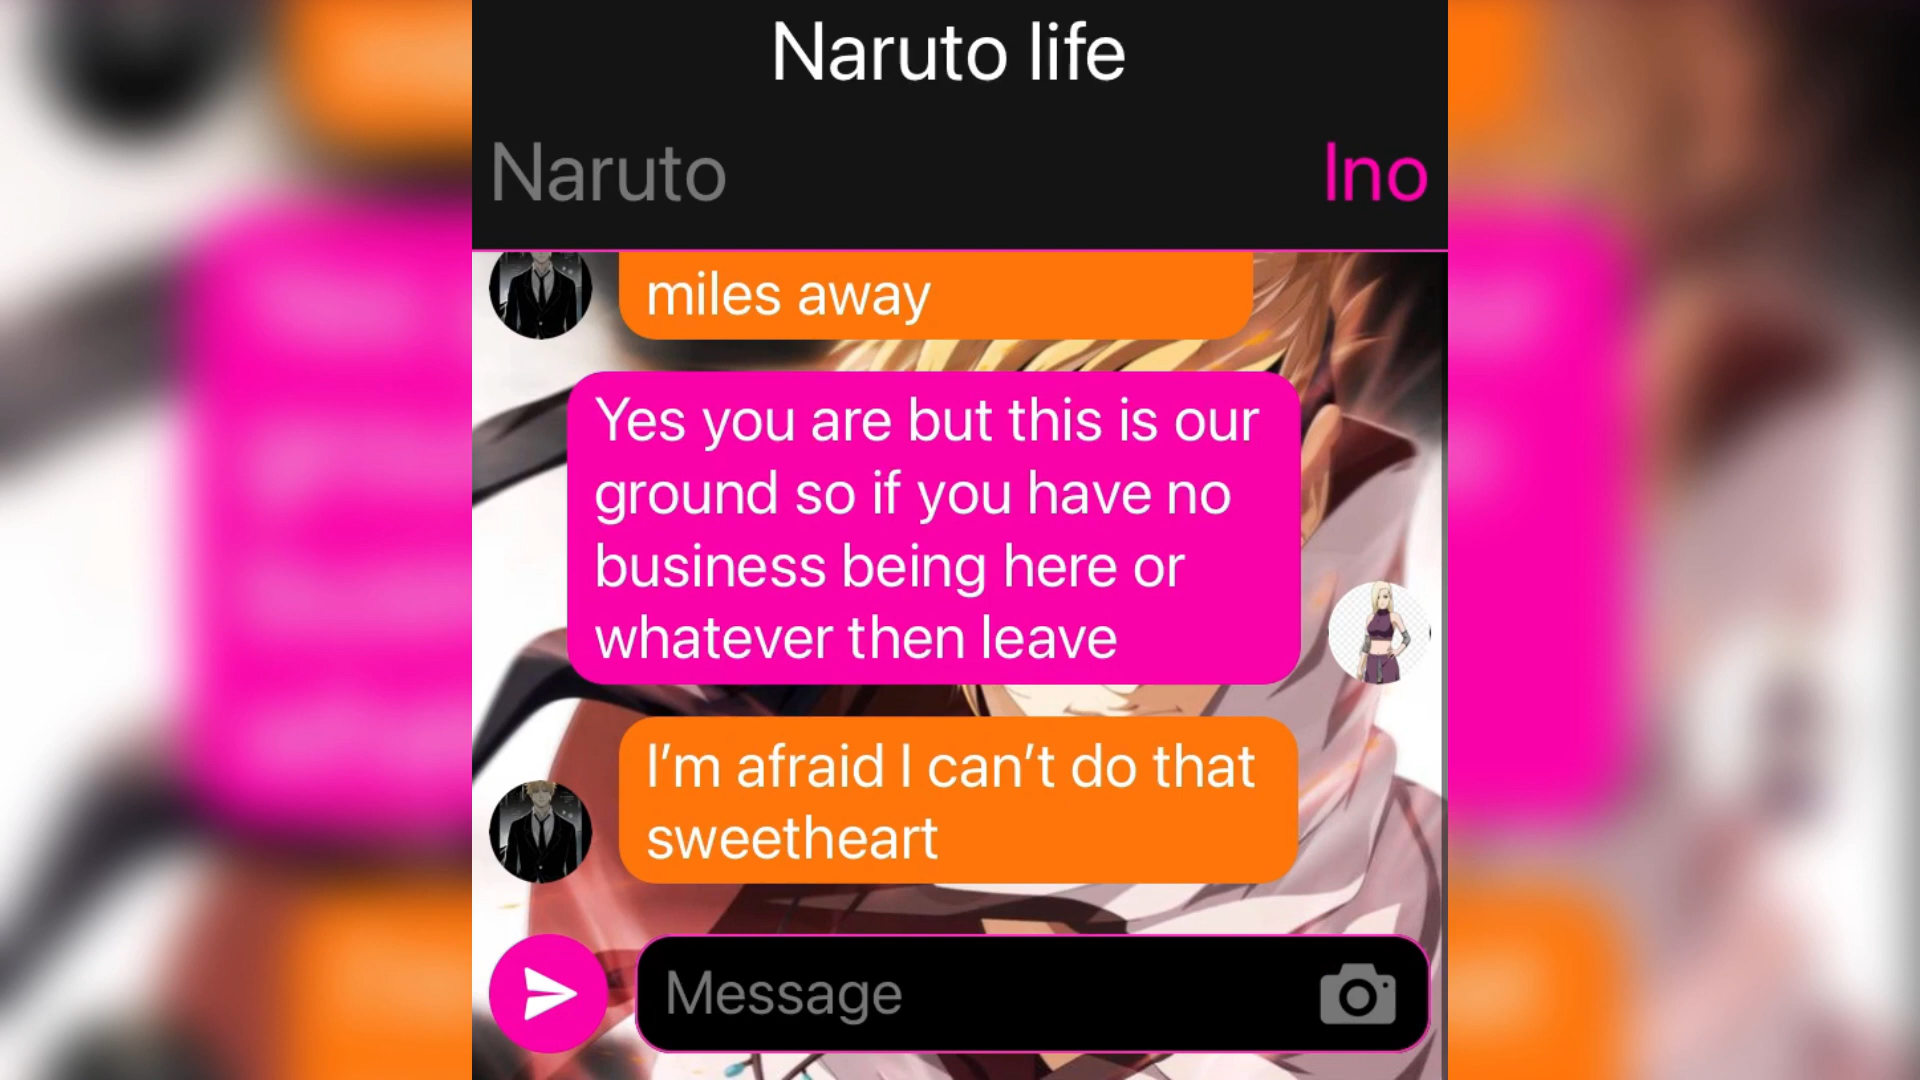 Naruto life
Naruto
Ino
miles away
Yes you are but this is our
ground so if you have no
business being here or
whatever then leave
I’m afraid I can’t do that
sweetheart
Message